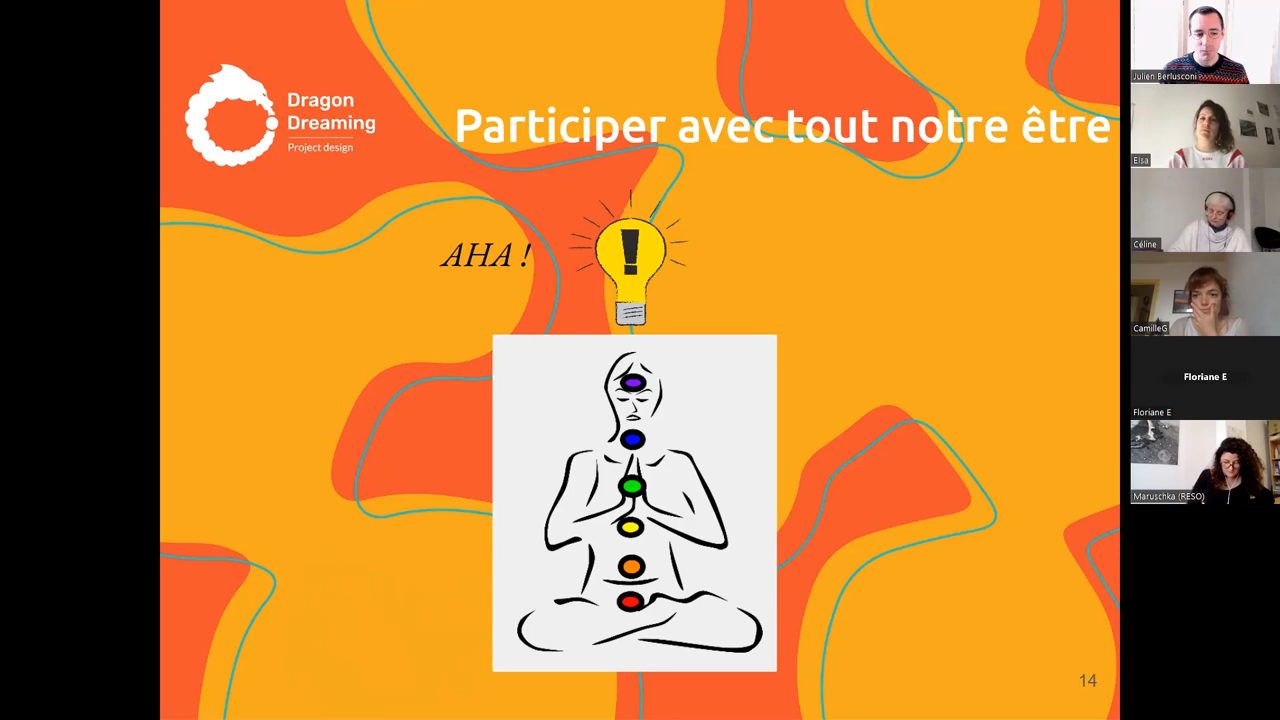 Dragon
Dreaming
Project design
Participer avec tout notre être
AHA !
!
14
Julien Berlusconi
Elsa
Céline
CamilleG
Floriane E
Floriane E
Maruschka (RESO)